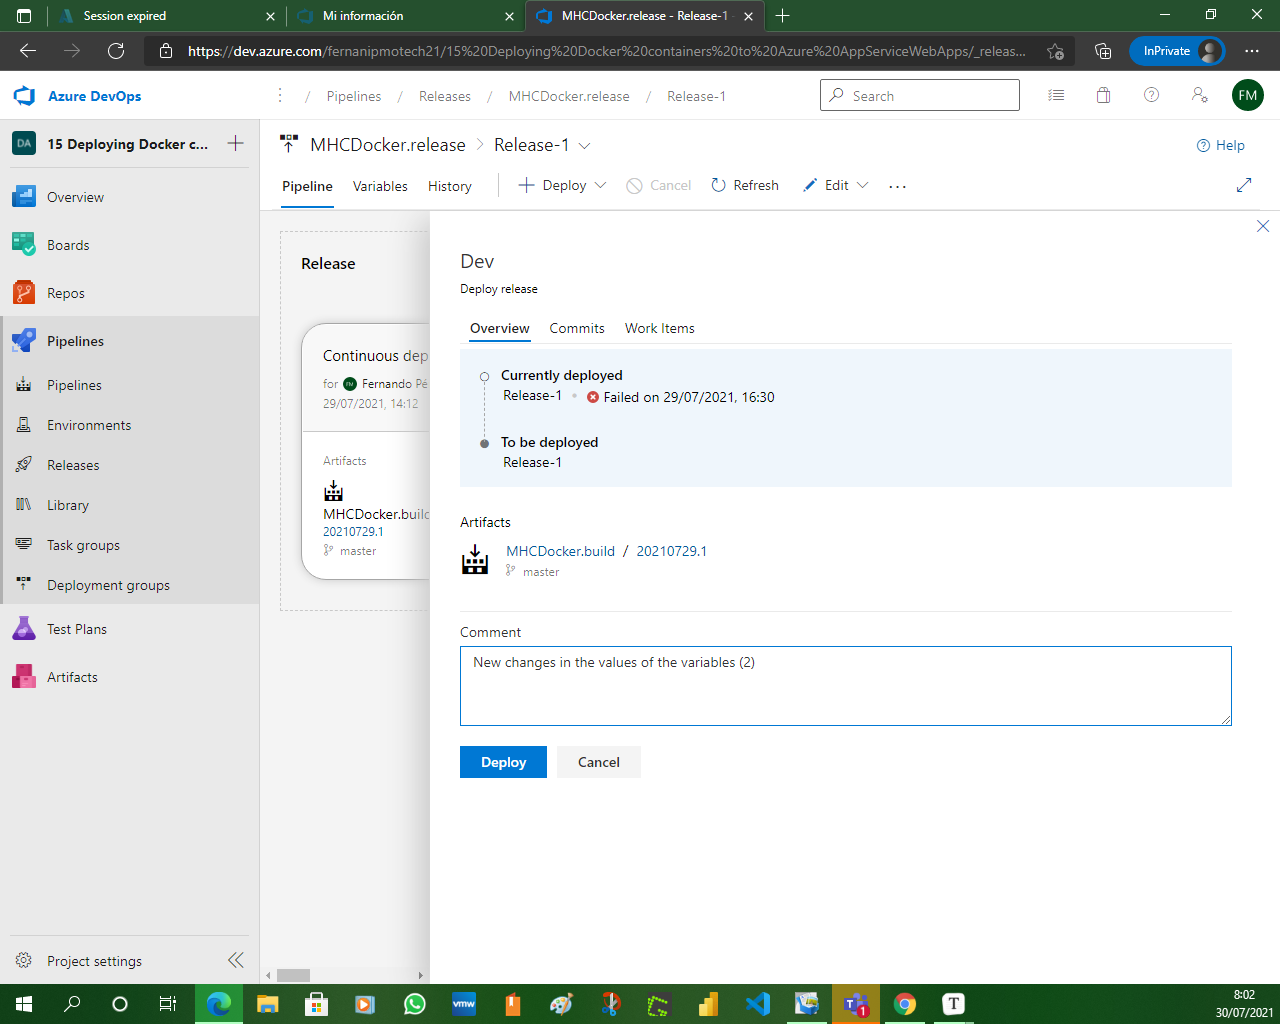 Session expired
Mi información
MHCDocker.release - Release-1 -
https://dev.azure.com/fernanipmotech21/15%20Deploying%20Docker%20containers%20to%20Azure%20AppServiceWebApps/_releas...
InPrivate
Azure DevOps
/ Pipelines / Releases / MHCDocker.release / Release-1
Search
FM
DA
15 Deploying Docker c...
MHCDocker.release
Release-1
Help
Pipeline
Variables
History
Deploy
Cancel
Refresh
Edit
Overview
Boards
Repos
Pipelines
Pipelines
Environments
Releases
Library
Task groups
Deployment groups
Test Plans
Artifacts
Project settings
Release
Continuous dep
for FM Fernando Pé
29/07/2021, 14:12
Artifacts
MHCDocker.build
20210729.1
master
Dev
Deploy release
Overview
Commits
Work Items
Currently deployed
Release-1 Failed on 29/07/2021, 16:30
To be deployed
Release-1
Artifacts
MHCDocker.build / 20210729.1
master
Comment
New changes in the values of the variables (2)
Deploy
Cancel
vmw
1
T
8:02
30/07/2021